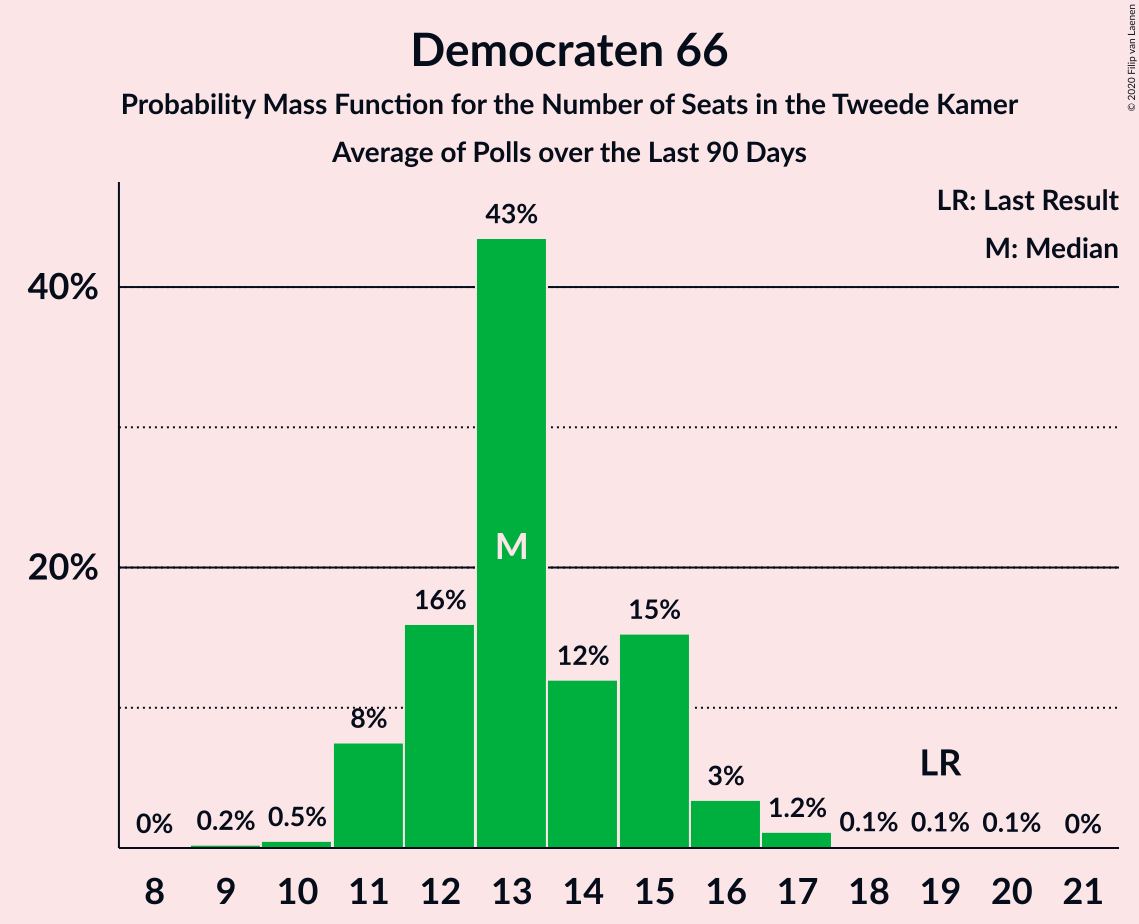 Democraten 66
Probability Mass Function for the Number of Seats in the Tweede Kamer
Average of Polls over the Last 90 Days
© 2020 Filip van Laenen
LR: Last Result
M: Median
40%
20%
0%
0.2%
0.5%
8%
16%
43%
M
12%
15%
3%
1.2%
0.1%
LR
0.1%
0.1%
0%
8 9 10 11 12 13 14 15 16 17 18 19 20 21